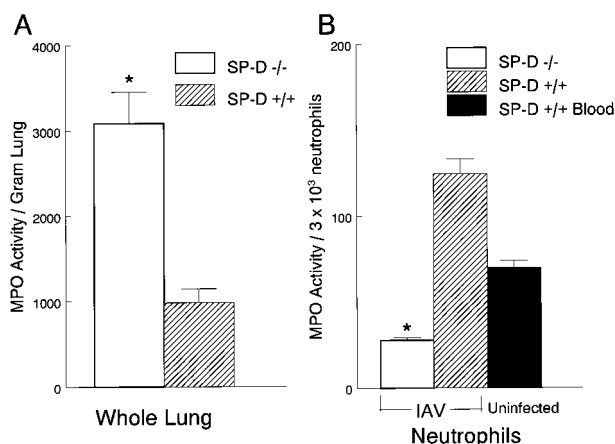 A
MPO Activity / Gram Lung
4000
3000
2000
1000
0
*
SP-D -/-
SP-D +/+
Whole Lung
B
MPO Activity / 3 x 10³ neutrophils
200
100
0
*
SP-D -/-
SP-D +/+
SP-D +/+ Blood
IAV
Uninfected
Neutrophils